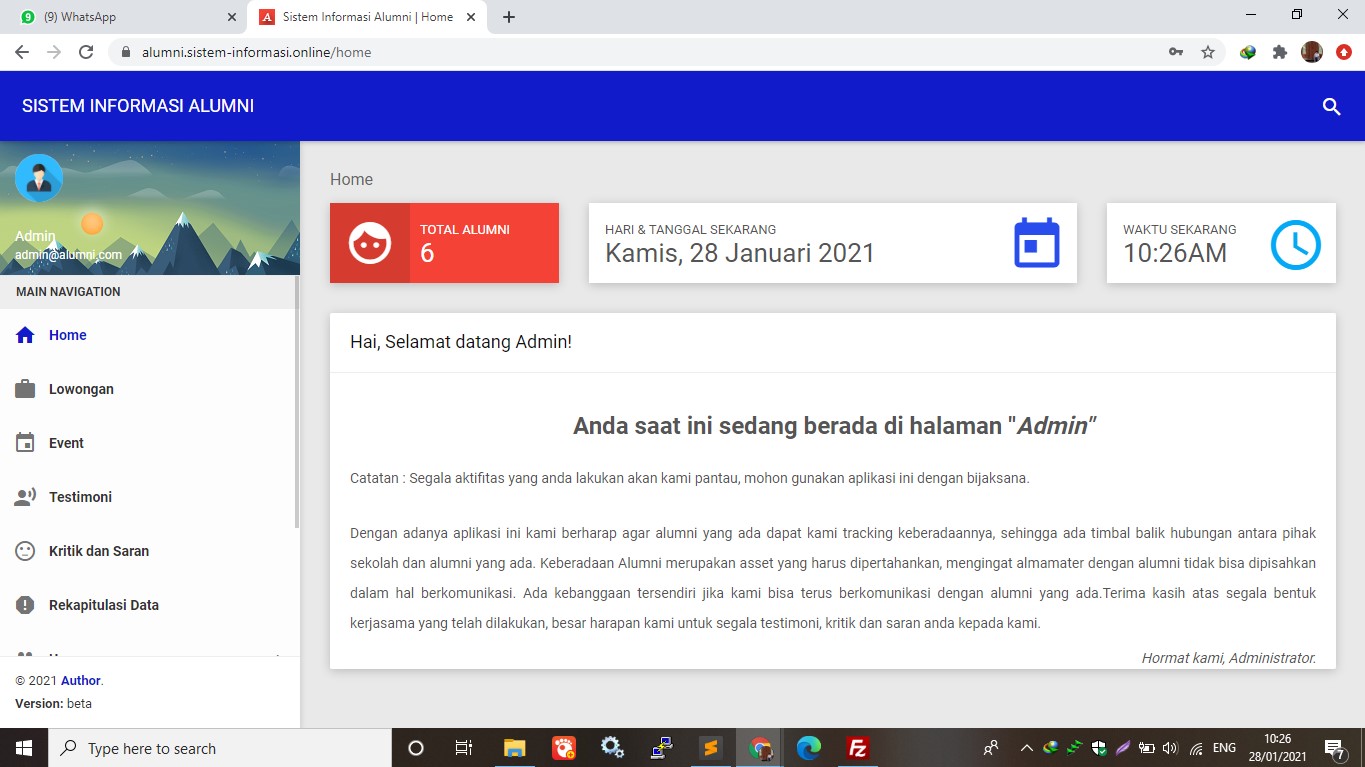 (9) WhatsApp
Sistem Informasi Alumni | Home
alumni.sistem-informasi.online/home
SISTEM INFORMASI ALUMNI
Admin
admin@alumni.com
MAIN NAVIGATION
Home
Lowongan
Event
Testimoni
Kritik dan Saran
Rekapitulasi Data
© 2021 Author.
Version: beta
Home
TOTAL ALUMNI
6
HARI & TANGGAL SEKARANG
Kamis, 28 Januari 2021
WAKTU SEKARANG
10:26AM
Hai, Selamat datang Admin!
Anda saat ini sedang berada di halaman "Admin"
Catatan : Segala aktifitas yang anda lakukan akan kami pantau, mohon gunakan aplikasi ini dengan bijaksana.
Dengan adanya aplikasi ini kami berharap agar alumni yang ada dapat kami tracking keberadaannya, sehingga ada timbal balik hubungan antara pihak
sekolah dan alumni yang ada. Keberadaan Alumni merupakan asset yang harus dipertahankan, mengingat almamater dengan alumni tidak bisa dipisahkan
dalam hal berkomunikasi. Ada kebanggaan tersendiri jika kami bisa terus berkomunikasi dengan alumni yang ada.Terima kasih atas segala bentuk
kerjasama yang telah dilakukan, besar harapan kami untuk segala testimoni, kritik dan saran anda kepada kami.
Hormat kami, Administrator.
Type here to search
ENG
10:26
28/01/2021
7